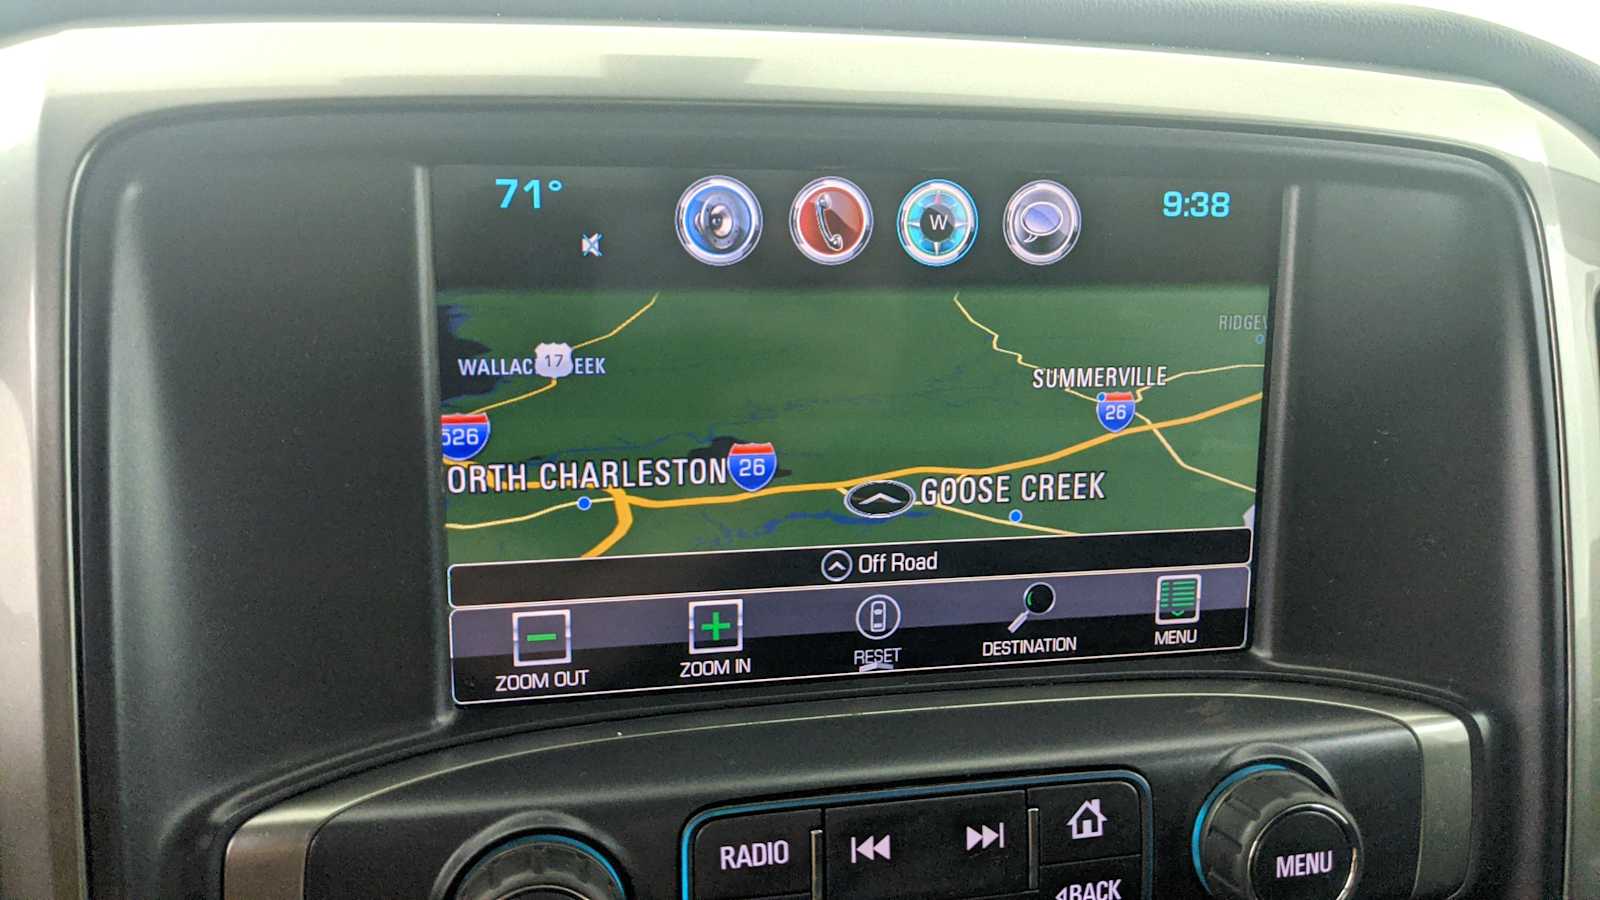 71°
9:38
W
RIDGEV
WALLAC
17
EEK
SUMMERVILLE
26
526
ORTH CHARLESTON
26
GOOSE CREEK
Off Road
ZOOM OUT
ZOOM IN
RESET
DESTINATION
MENU
RADIO
BACK
MENU